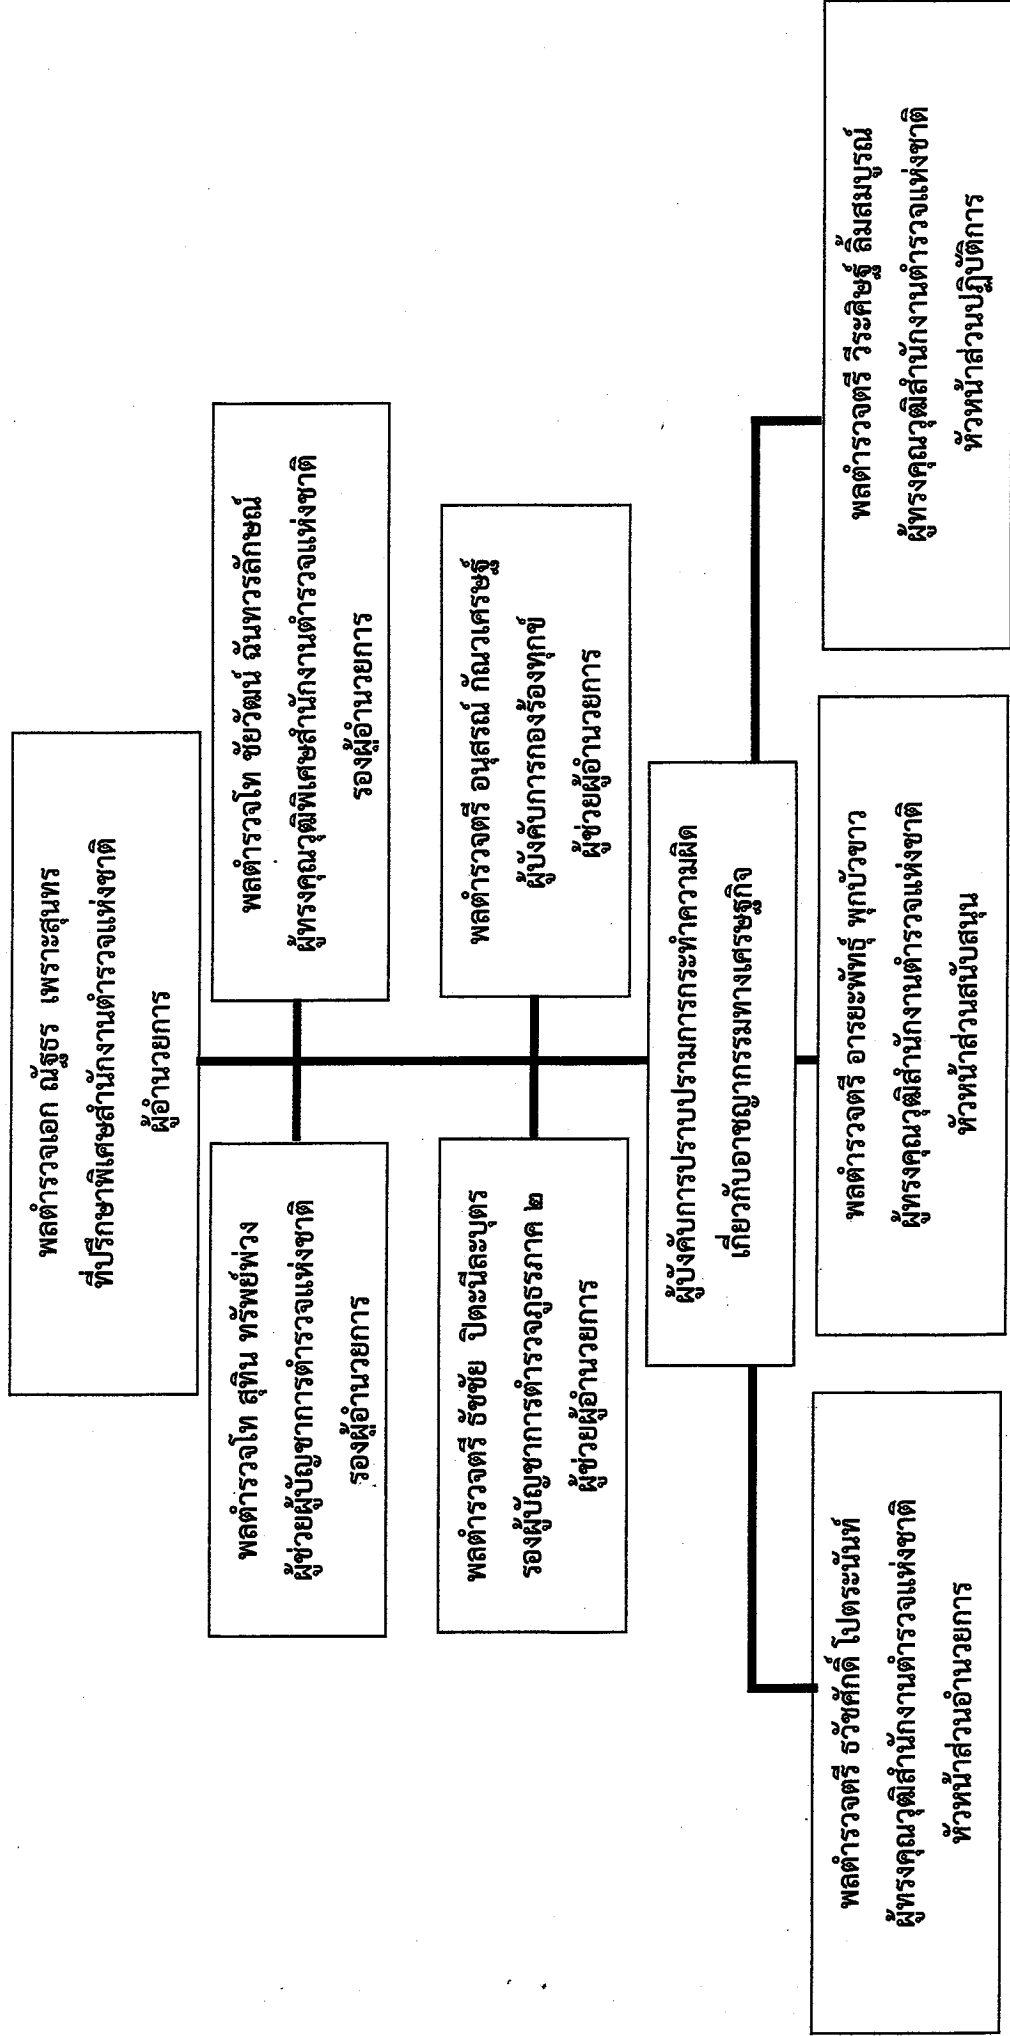 พลตำรวจเอก ณัฐธร เพราะสุนทร
ที่ปรึกษาพิเศษสำนักงานตำรวจแห่งชาติ
ผู้อำนวยการ
พลตำรวจโท สุทิน ทรัพย์พ่วง
ผู้ช่วยผู้บัญชาการตำรวจแห่งชาติ
รองผู้อำนวยการ
พลตำรวจโท ชัยวัฒน์ ฉันทวรลักษณ์
ผู้ทรงคุณวุฒิพิเศษสำนักงานตำรวจแห่งชาติ
รองผู้อำนวยการ
พลตำรวจตรี ธัชชัย ปิตะนีละบุตร
รองผู้บัญชาการตำรวจภูธรภาค ๒
ผู้ช่วยผู้อำนวยการ
พลตำรวจตรี อนุสรณ์ กัณวเศรษฐ์
ผู้บังคับการกองร้องทุกข์
ผู้ช่วยผู้อำนวยการ
ผู้บังคับการปราบปรามการกระทำความผิด
เกี่ยวกับอาชญากรรมทางเศรษฐกิจ
พลตำรวจตรี ธวัชศักดิ์ โปตระนันท์
ผู้ทรงคุณวุฒิสำนักงานตำรวจแห่งชาติ
หัวหน้าส่วนอำนวยการ
พลตำรวจตรี อารยะพัทธุ์ พุกบัวขาว
ผู้ทรงคุณวุฒิสำนักงานตำรวจแห่งชาติ
หัวหน้าส่วนสนับสนุน
พลตำรวจตรี วีระศิษฐ์ ลิ้มสมบูรณ์
ผู้ทรงคุณวุฒิสำนักงานตำรวจแห่งชาติ
หัวหน้าส่วนปฏิบัติการ